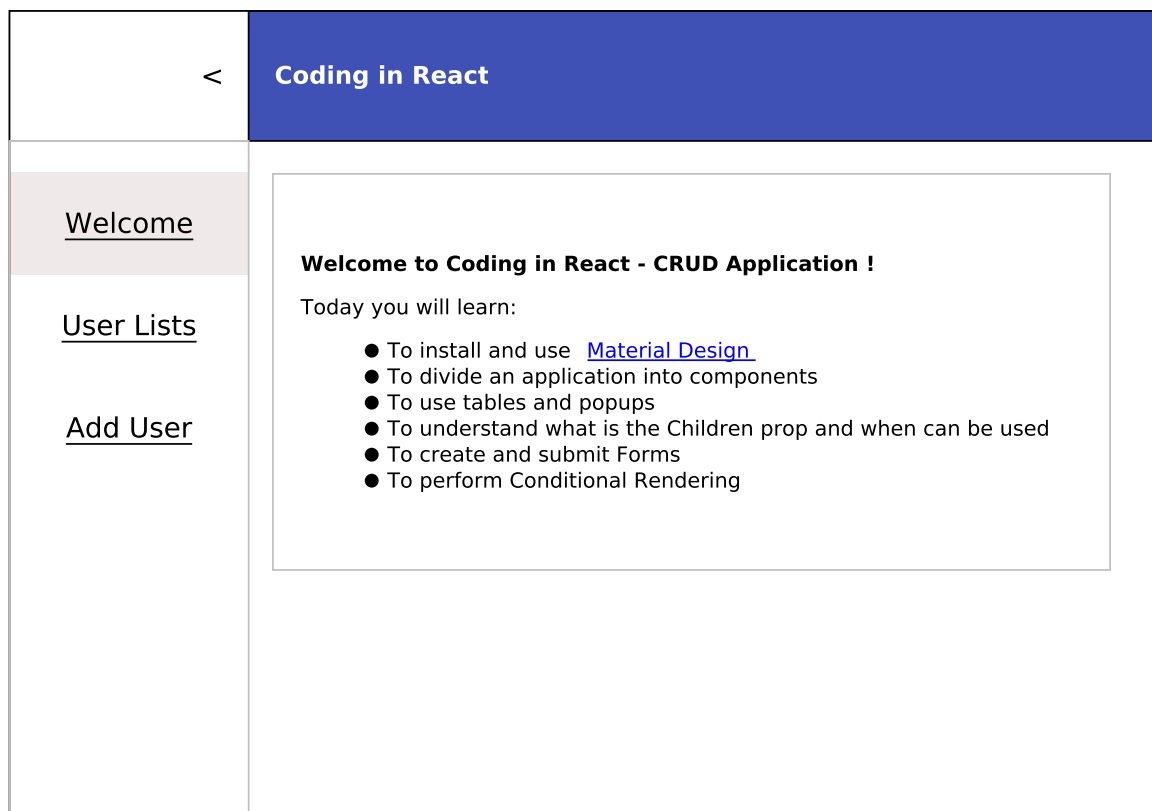 <
Coding in React
Welcome
User Lists
Add User
Welcome to Coding in React - CRUD Application !
Today you will learn:
● To install and use Material Design
● To divide an application into components
● To use tables and popups
● To understand what is the Children prop and when can be used
● To create and submit Forms
● To perform Conditional Rendering